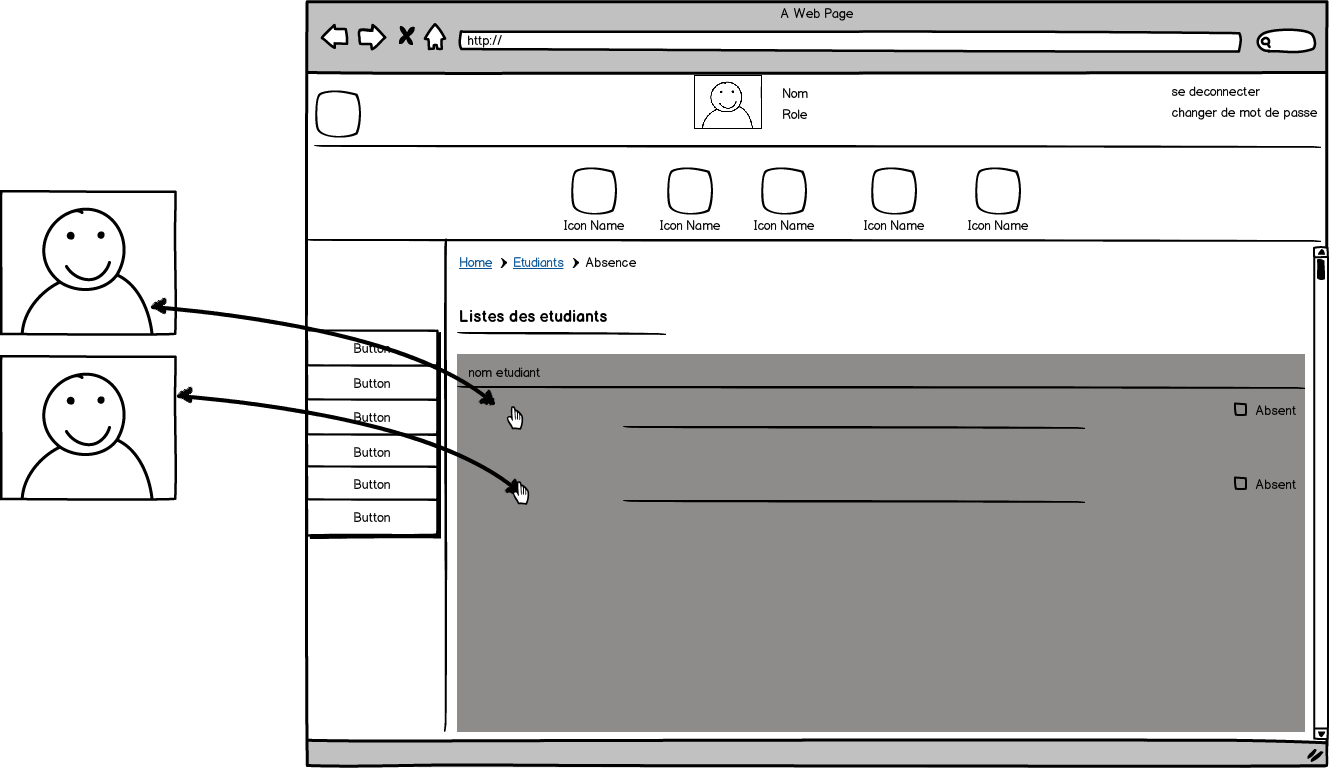 A Web Page
http://
Nom
Role
se deconnecter
changer de mot de passe
Icon Name
Icon Name
Icon Name
Icon Name
Icon Name
Home
Etudiants
Absence
Listes des etudiants
Button
Button
Button
Button
Button
Button
nom etudiant
Absent
Absent